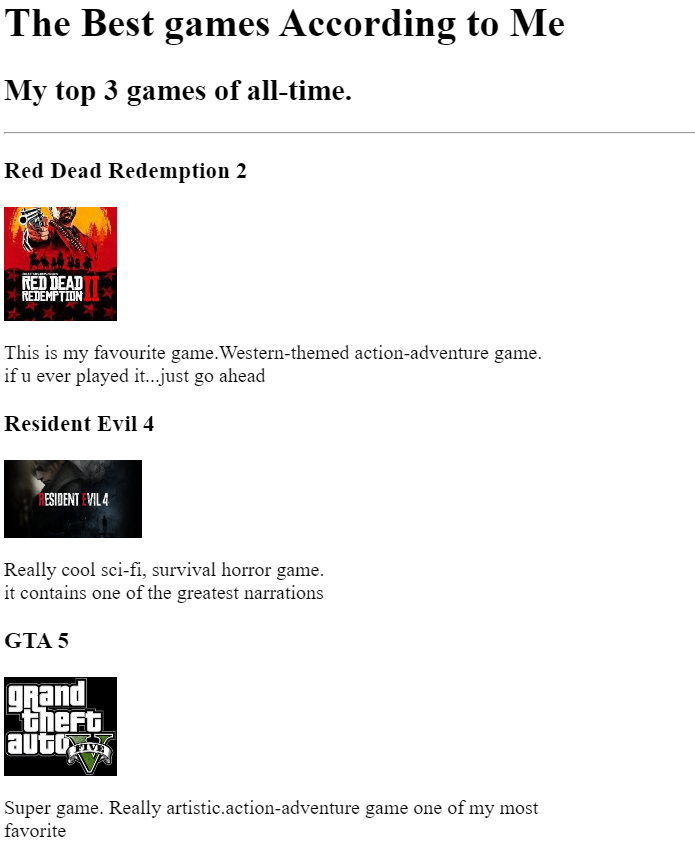 The Best games According to Me
My top 3 games of all-time.
Red Dead Redemption 2
RED DEAD
REDEMPTION II
This is my favourite game.Western-themed action-adventure game.
if u ever played it...just go ahead
Resident Evil 4
RESIDENT EVIL 4
Really cool sci-fi, survival horror game.
it contains one of the greatest narrations
GTA 5
grand
theft
auto V
FIVE
Super game. Really artistic.action-adventure game one of my most
favorite